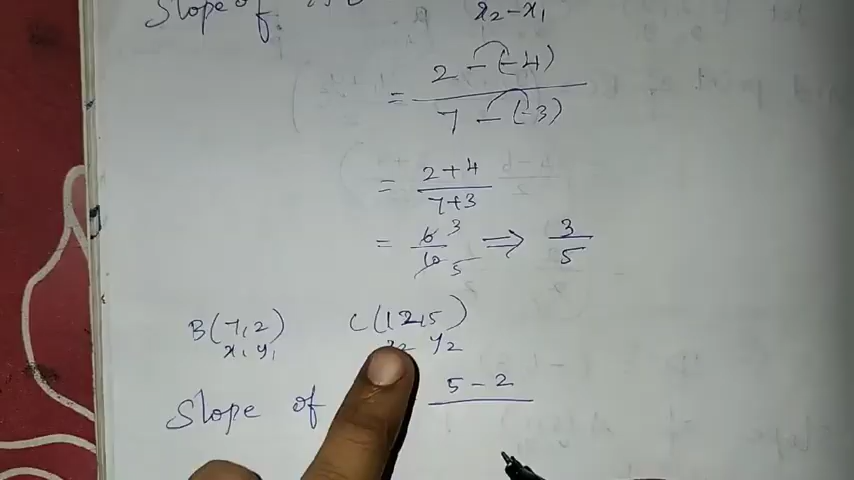 Slope of
x₂-x₁
= 2-(-4)
7-(-3)
= 2+4
7+3
= 6 3 ⇒ 3
10 5 5
B(7,2) C(12,5)
x₁ y₁ y₂
5-2
Slope of